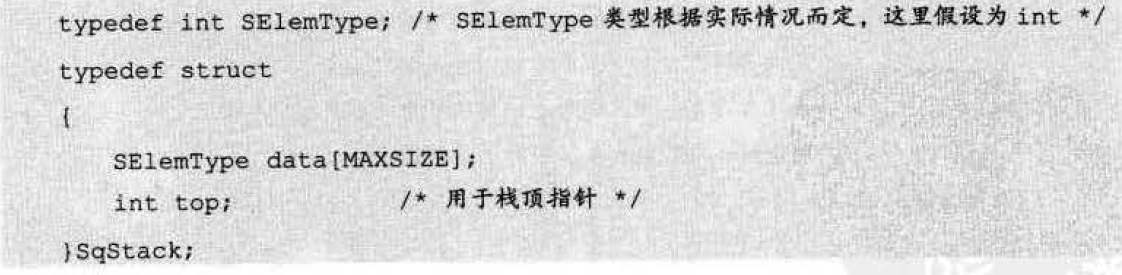 typedef int SElemType; /* SElemType 类型根据实际情况而定，这里假设为 int */
typedef struct
{
SElemType data[MAXSIZE];
int top; /* 用于栈顶指针 */
}SqStack;